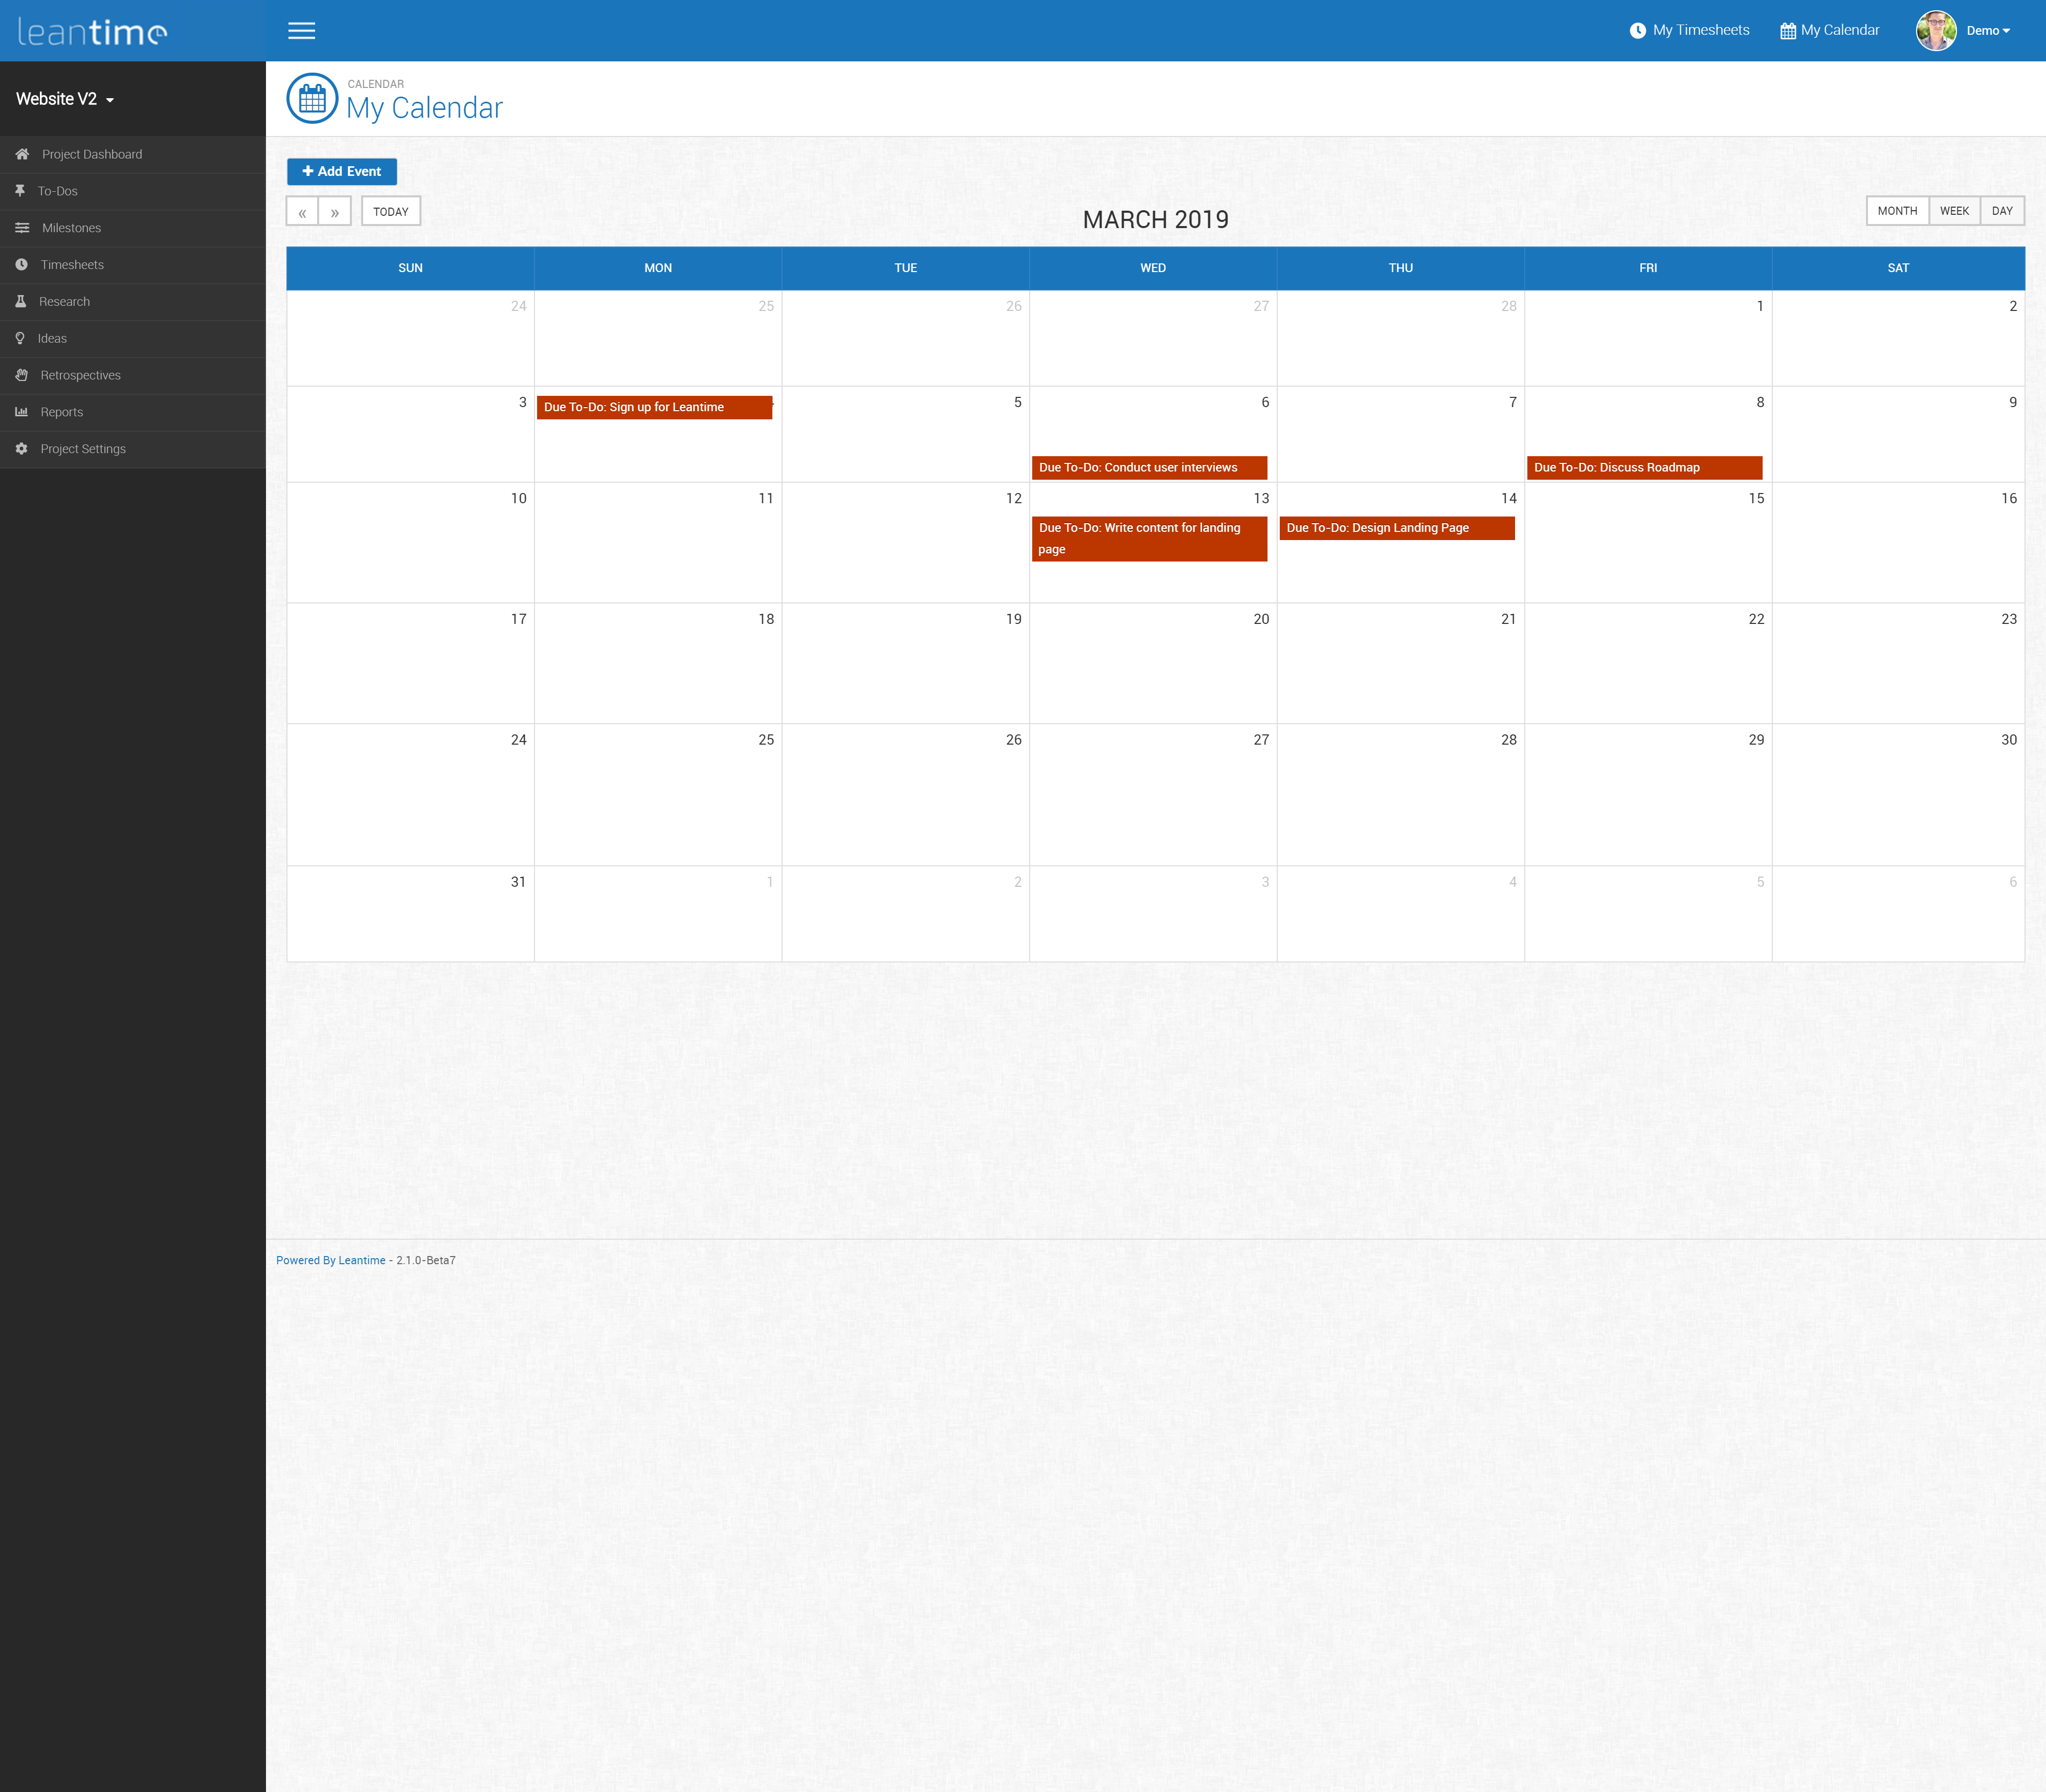 leantime
My Timesheets
My Calendar
Demo
Website V2
Project Dashboard
To-Dos
Milestones
Timesheets
Research
Ideas
Retrospectives
Reports
Project Settings
CALENDAR
My Calendar
Add Event
« » TODAY
MARCH 2019
MONTH WEEK DAY
SUN MON TUE WED THU FRI SAT
24 25 26 27 28 1 2
3 5 6 7 8 9
Due To-Do: Sign up for Leantime
Due To-Do: Conduct user interviews
Due To-Do: Discuss Roadmap
10 11 12 13 14 15 16
Due To-Do: Write content for landing
page
Due To-Do: Design Landing Page
17 18 19 20 21 22 23
24 25 26 27 28 29 30
31 1 2 3 4 5 6
Powered By Leantime - 2.1.0-Beta7